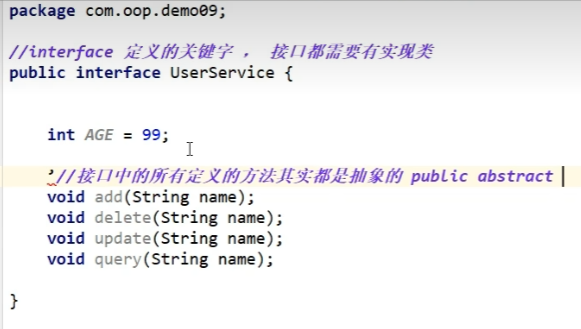 package com.oop.demo09;
//interface 定义的关键字 ， 接口都需要有实现类
public interface UserService {
int AGE = 99;
’//接口中的所有定义的方法其实都是抽象的 public abstract
void add(String name);
void delete(String name);
void update(String name);
void query(String name);
}